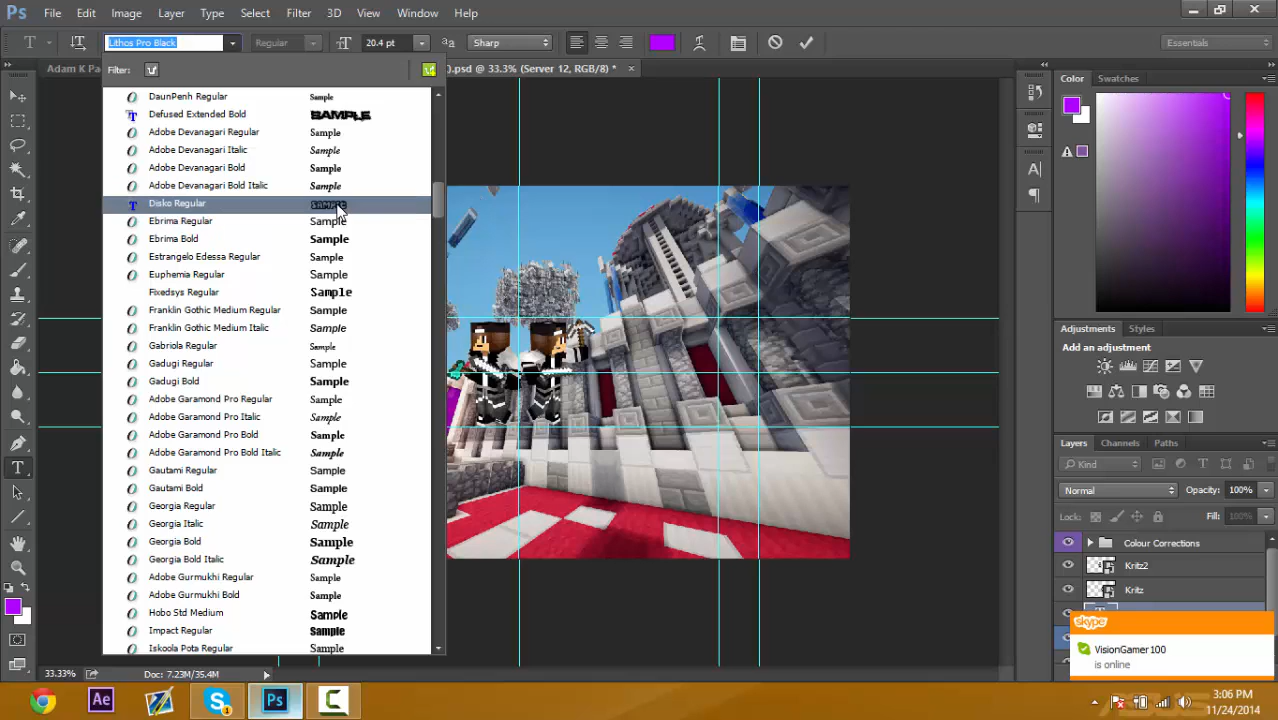 Ps File Edit Image Layer Type Select Filter 3D View Window Help
Lithos Pro Black Regular 20.4 pt Sharp Essentials
Filter:
Adam K Pa
).psd @ 33.3% (Server 12, RGB/8) *
DaunPenh Regular Sample
Defused Extended Bold SAMPLE
Adobe Devanagari Regular Sample
Adobe Devanagari Italic Sample
Adobe Devanagari Bold Sample
Adobe Devanagari Bold Italic Sample
Disko Regular SAMPLE
Ebrima Regular Sample
Ebrima Bold Sample
Estrangelo Edessa Regular Sample
Euphemia Regular Sample
Fixedsys Regular Sample
Franklin Gothic Medium Regular Sample
Franklin Gothic Medium Italic Sample
Gabriola Regular Sample
Gadugi Regular Sample
Gadugi Bold Sample
Adobe Garamond Pro Regular Sample
Adobe Garamond Pro Italic Sample
Adobe Garamond Pro Bold Sample
Adobe Garamond Pro Bold Italic Sample
Gautami Regular Sample
Gautami Bold Sample
Georgia Regular Sample
Georgia Italic Sample
Georgia Bold Sample
Georgia Bold Italic Sample
Adobe Gurmukhi Regular Sample
Adobe Gurmukhi Bold Sample
Hobo Std Medium Sample
Impact Regular Sample
Iskoola Pota Regular Sample
Color Swatches
Adjustments Styles
Add an adjustment
Layers Channels Paths
Kind
Normal Opacity: 100%
Lock: Fill: 100%
Colour Corrections
Kritz2
Kritz
skype
VisionGamer100
is online
33.33% Doc: 7.23M/35.4M
Ae Ps
3:06 PM
11/24/2014